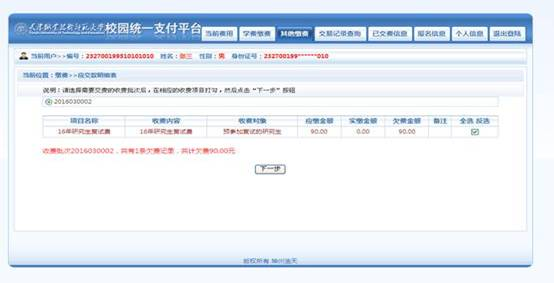 天津职业技术师范大学校园统一支付平台
当前费用 学费缴费 其他缴费 交易记录查询 已交费信息 报名信息 个人信息 退出登陆
当前用户>>编号：232700199510101010 姓名：张三 性别：男 身份证号：232700199******010
当前位置：缴费>>应交款明细表
说明：请选择需要交费的收费批次后，在相应的收费项目打勾，然后点击“下一步”按钮
2016030002
项目名称 收费内容 收费对象 应缴金额 实缴金额 欠费金额 备注 全选 反选
16年研究生复试费 16年研究生复试费 预参加复试的研究生 90.00 0.00 90.00
收费批次2016030002，共有1条欠费记录，共计欠费90.00元
下一步
版权所有 神州浩天